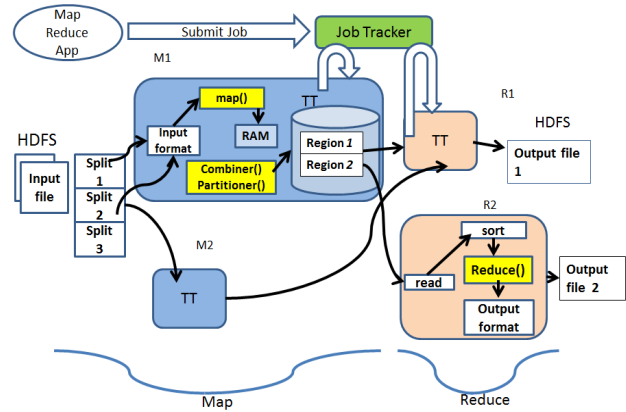 Map
Reduce
App
Submit Job
Job Tracker
M1
map()
TT
R1
HDFS
Input
format
RAM
Region 1
Region 2
TT
HDFS
Output file
1
Input
file
Split
1
Split
2
Split
3
Combiner()
Partitioner()
M2
TT
R2
sort
read
Reduce()
Output
format
Output
file 2
Map
Reduce